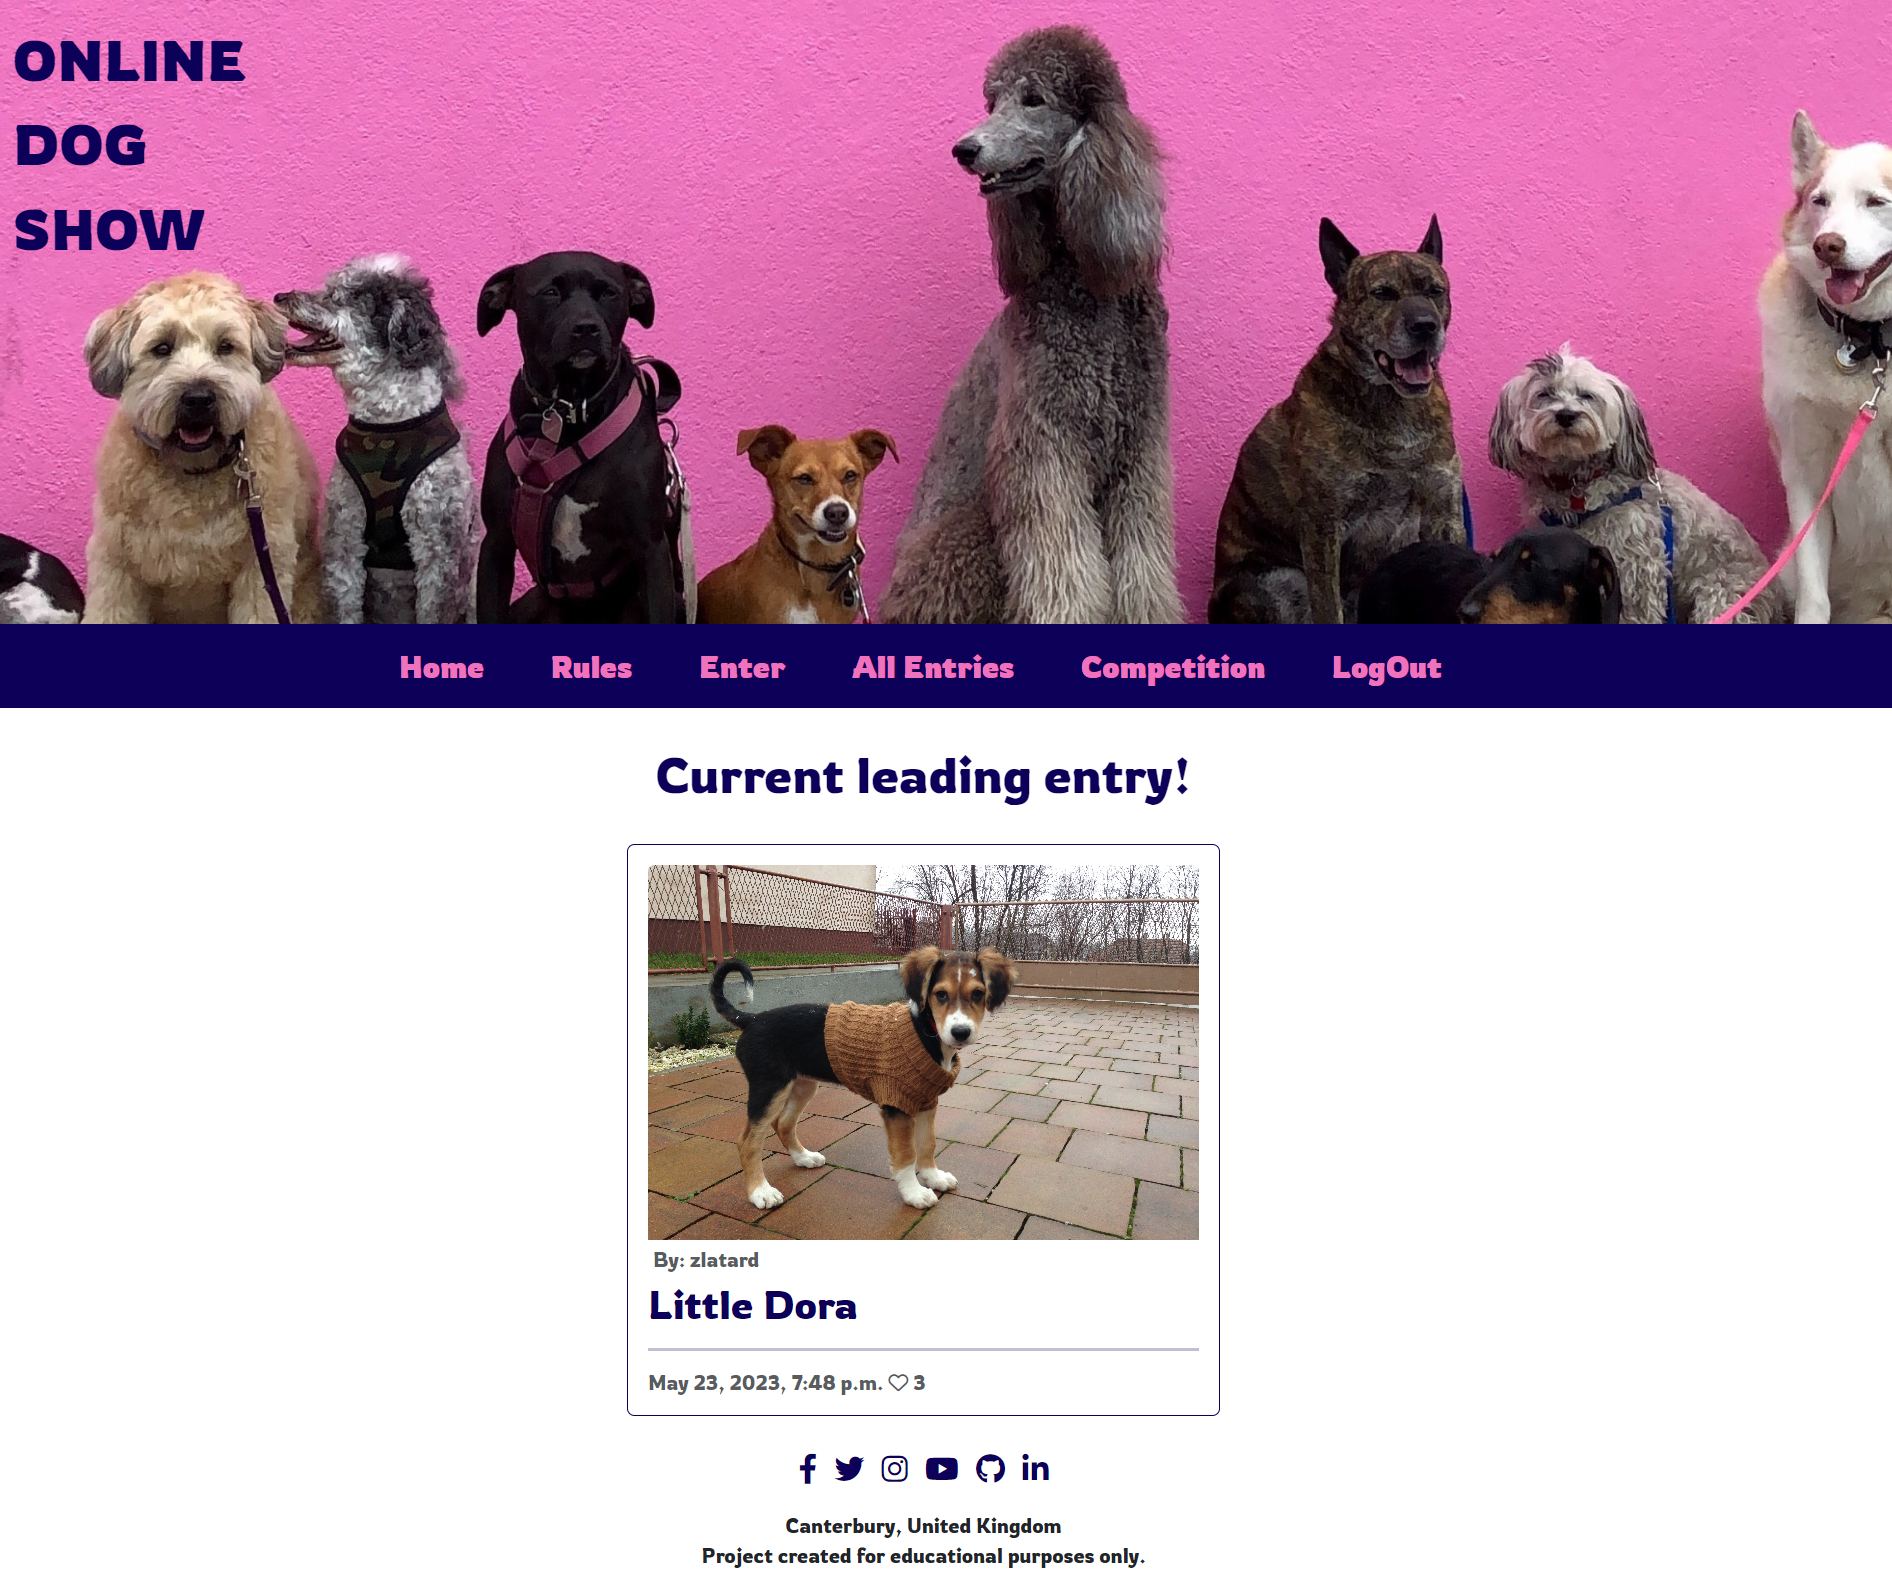 ONLINE
DOG
SHOW
Home Rules Enter All Entries Competition LogOut
Current leading entry!
By: zlatard
Little Dora
May 23, 2023, 7:48 p.m. 3
Canterbury, United Kingdom
Project created for educational purposes only.